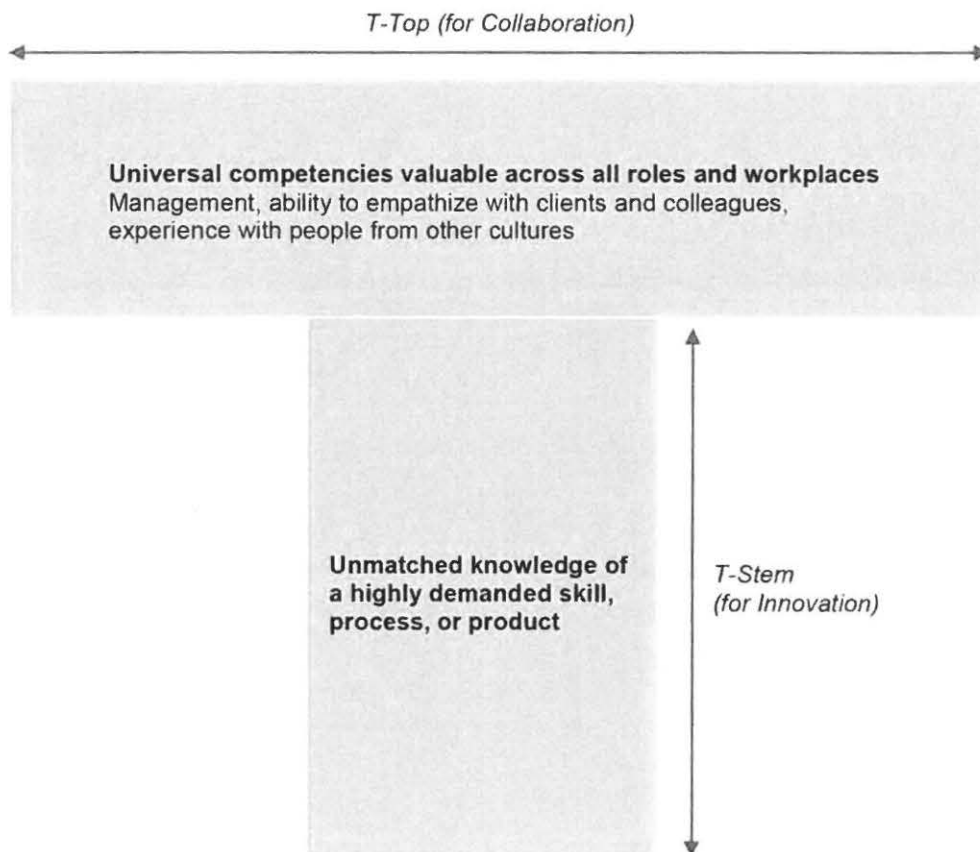 T-Top (for Collaboration)
Universal competencies valuable across all roles and workplaces
Management, ability to empathize with clients and colleagues,
experience with people from other cultures
Unmatched knowledge of
a highly demanded skill,
process, or product
T-Stem
(for Innovation)